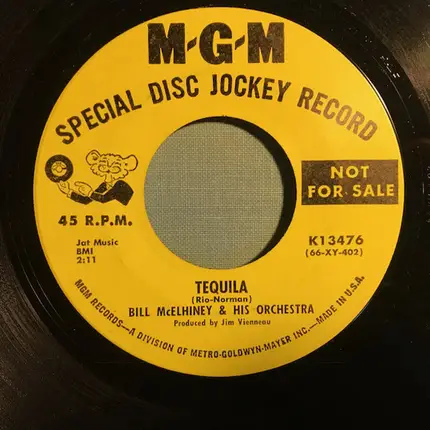 M-G-M
SPECIAL DISC JOCKEY RECORD
NOT
FOR SALE
45 R.P.M.
Jat Music
BMI
2:11
K13476
(66-XY-402)
TEQUILA
(Rio-Norman)
BILL McELHINEY & HIS ORCHESTRA
Produced by Jim Vienneau
MGM RECORDS—A DIVISION OF METRO-GOLDWYN-MAYER INC.—MADE IN U.S.A.